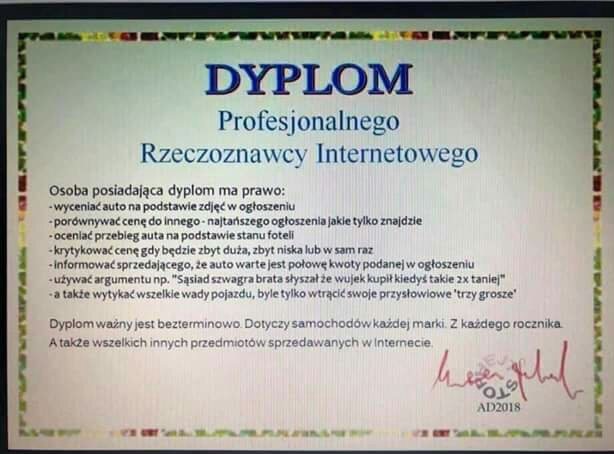 DYPLOM
Profesjonalnego
Rzeczoznawcy Internetowego
Osoba posiadająca dyplom ma prawo:
- wyceniać auto na podstawie zdjęć w ogłoszeniu
- porównywać cenę do innego - najtańszego ogłoszenia jakie tylko znajdzie
- oceniać przebieg auta na podstawie stanu foteli
- krytykować cenę gdy będzie zbyt duża, zbyt niska lub w sam raz
- informować sprzedającego, że auto warte jest połowę kwoty podanej w ogłoszeniu
- używać argumentu np. "Sąsiad szwagra brata słyszał że wujek kupił kiedyś takie 2x taniej"
- a także wytykać wszelkie wady pojazdu, byle tylko wtrącić swoje przysłowiowe 'trzy grosze'
Dyplom ważny jest bezterminowo. Dotyczy samochodów każdej marki. Z każdego rocznika.
A także wszelkich innych przedmiotów sprzedawanych w Internecie.
AD2018